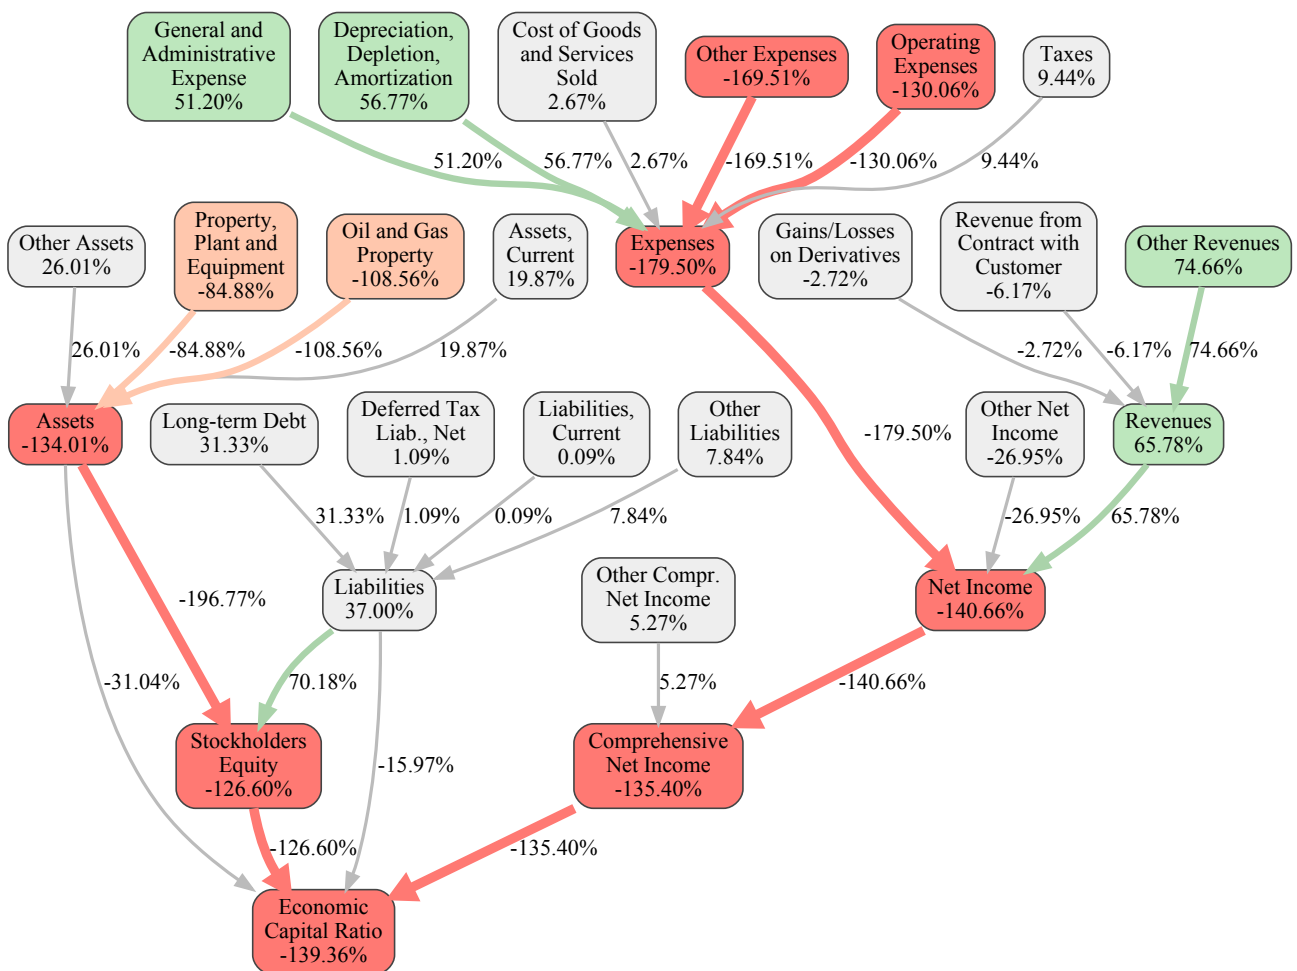 General and
Administrative
Expense
51.20%
Depreciation,
Depletion,
Amortization
56.77%
Cost of Goods
and Services
Sold
2.67%
Other Expenses
-169.51%
Operating
Expenses
-130.06%
Taxes
9.44%
51.20%
56.77%
2.67%
-169.51%
-130.06%
9.44%
Other Assets
26.01%
Property,
Plant and
Equipment
-84.88%
Oil and Gas
Property
-108.56%
Assets,
Current
19.87%
Expenses
-179.50%
Gains/Losses
on Derivatives
-2.72%
Revenue from
Contract with
Customer
-6.17%
Other Revenues
74.66%
26.01%
-84.88%
-108.56%
19.87%
-2.72%
-6.17%
74.66%
Assets
-134.01%
Long-term Debt
31.33%
Deferred Tax
Liab., Net
1.09%
Liabilities,
Current
0.09%
Other
Liabilities
7.84%
-179.50%
Other Net
Income
-26.95%
Revenues
65.78%
31.33%
1.09%
0.09%
7.84%
-26.95%
65.78%
-196.77%
Liabilities
37.00%
Other Compr.
Net Income
5.27%
Net Income
-140.66%
-31.04%
70.18%
5.27%
-140.66%
Stockholders
Equity
-126.60%
-15.97%
Comprehensive
Net Income
-135.40%
-126.60%
-135.40%
Economic
Capital Ratio
-139.36%